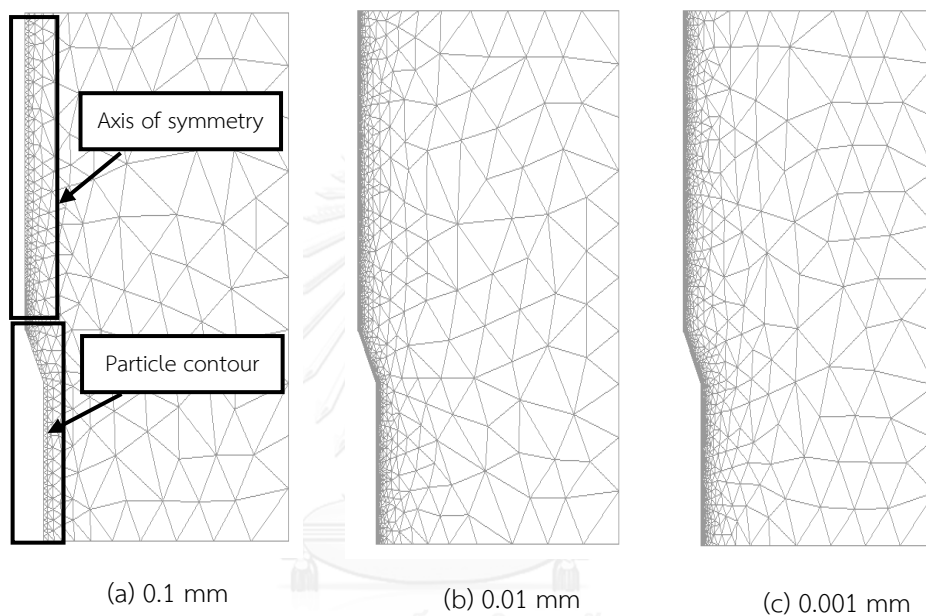 Axis of symmetry
Particle contour
(a) 0.1 mm
(b) 0.01 mm
(c) 0.001 mm